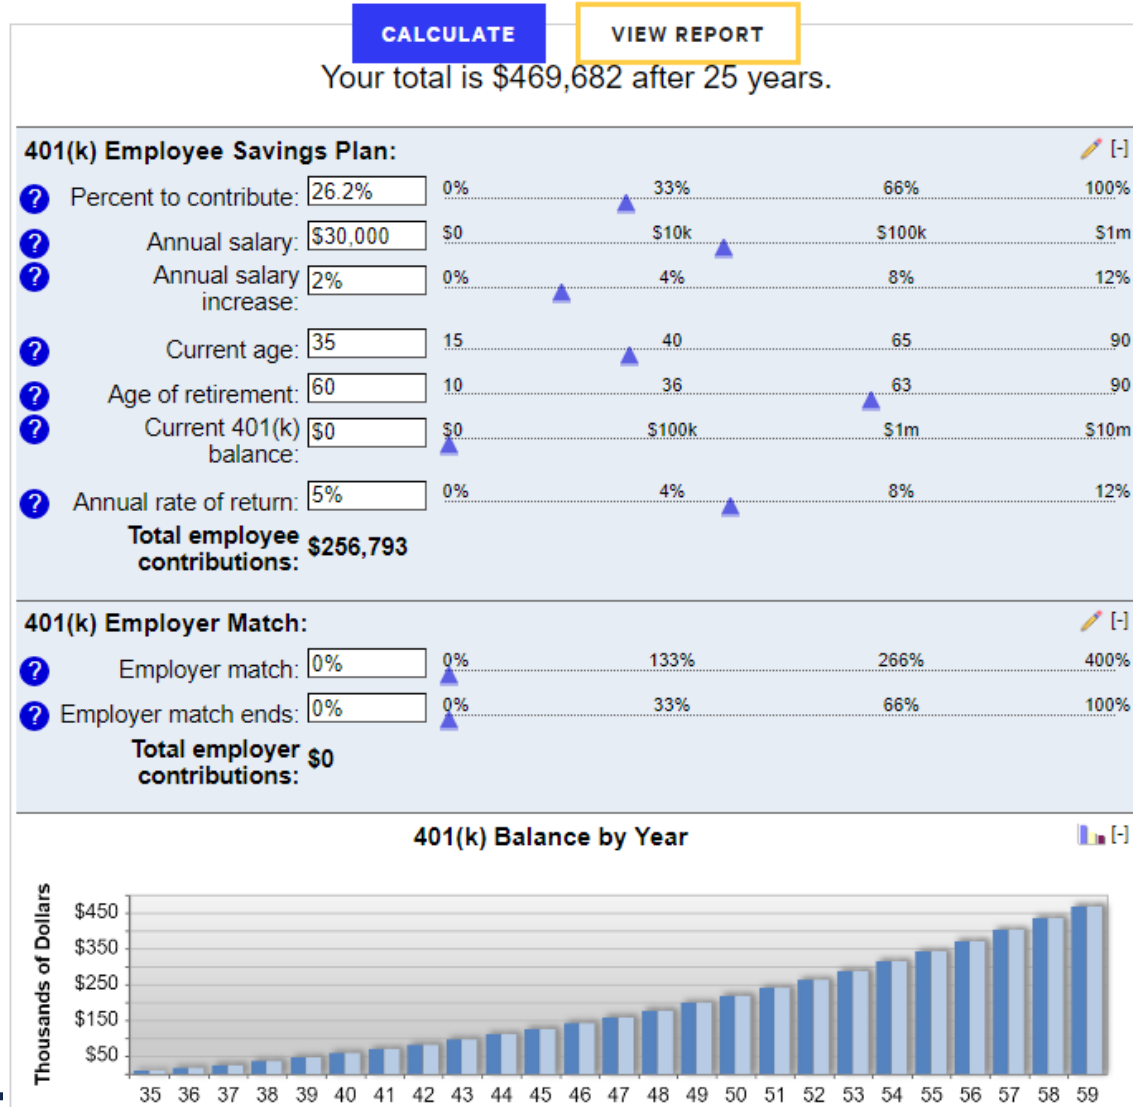 CALCULATE VIEW REPORT
Your total is $469,682 after 25 years.
401(k) Employee Savings Plan: [-]
? Percent to contribute: 26.2% 0% 33% 66% 100%
? Annual salary: $30,000 $0 $10k $100k $1m
? Annual salary increase: 2% 0% 4% 8% 12%
? Current age: 35 15 40 65 90
? Age of retirement: 60 10 36 63 90
? Current 401(k) balance: $0 $0 $100k $1m $10m
? Annual rate of return: 5% 0% 4% 8% 12%
Total employee contributions: $256,793
401(k) Employer Match: [-]
? Employer match: 0% 0% 133% 266% 400%
? Employer match ends: 0% 0% 33% 66% 100%
Total employer contributions: $0
401(k) Balance by Year [-]
Thousands of Dollars
$450
$350
$250
$150
$50
35 36 37 38 39 40 41 42 43 44 45 46 47 48 49 50 51 52 53 54 55 56 57 58 59